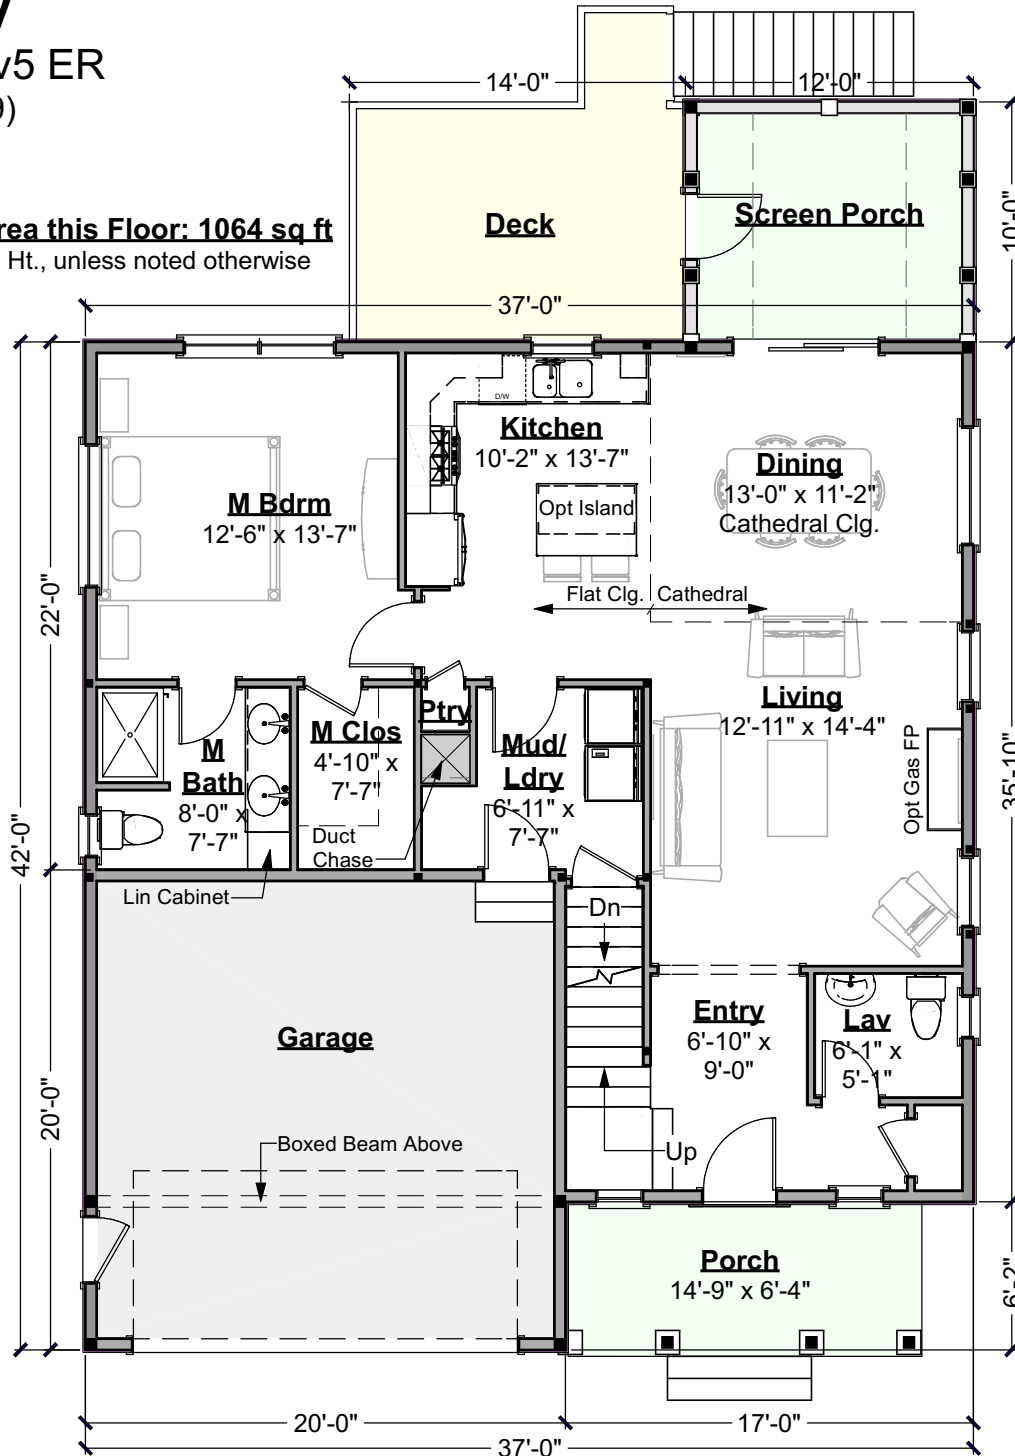 v5 ER
9)
rea this Floor: 1064 sq ft
Ht., unless noted otherwise
14'-0"
12'-0"
10'-0"
Deck
Screen Porch
37'-0"
D/W
Kitchen
10'-2" x 13'-7"
Dining
13'-0" x 11'-2"
Cathedral Clg.
M Bdrm
12'-6" x 13'-7"
Opt Island
22'-0"
Flat Clg.
Cathedral
Living
12'-11" x 14'-4"
Ptry
M Clos
4'-10" x
7'-7"
M
Bath
8'-0" x
7'-7"
Mud/
Ldry
6'-11" x
7'-7"
Opt Gas FP
35'-10"
42'-0"
Duct
Chase
Lin Cabinet
Dn
Garage
Entry
6'-10" x
9'-0"
Lav
6'-1" x
5'-1"
20'-0"
Boxed Beam Above
Up
Porch
14'-9" x 6'-4"
6'-2"
20'-0"
17'-0"
37'-0"